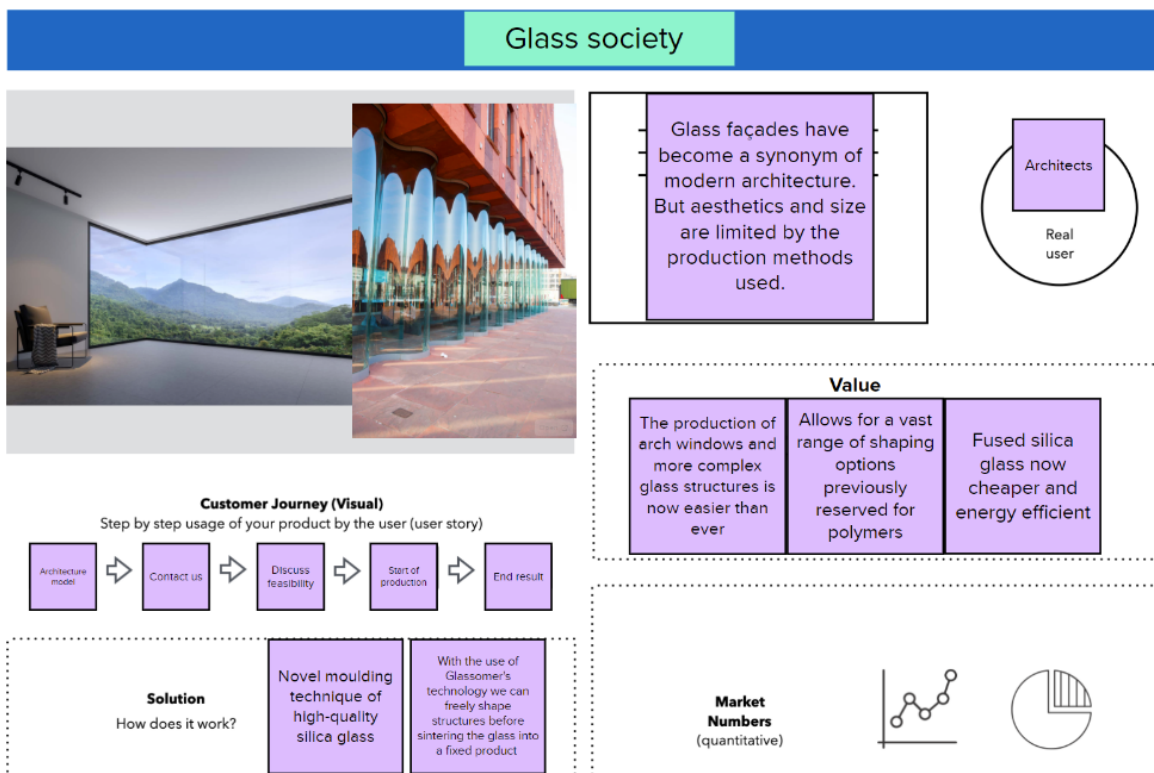 Glass society
Glass façades have
become a synonym of
modern architecture.
But aesthetics and size
are limited by the
production methods
used.
Architects
Real
user
Value
The production of
arch windows and
more complex
glass structures is
now easier than
ever
Allows for a vast
range of shaping
options
previously
reserved for
polymers
Fused silica
glass now
cheaper and
energy efficient
Customer Journey (Visual)
Step by step usage of your product by the user (user story)
Architecture
model
Contact us
Discuss
feasibility
Start of
production
End result
Solution
How does it work?
Novel moulding
technique of
high-quality
silica glass
With the use of
Glassomer's
technology we can
freely shape
structures before
sintering the glass into
a fixed product
Market
Numbers
(quantitative)